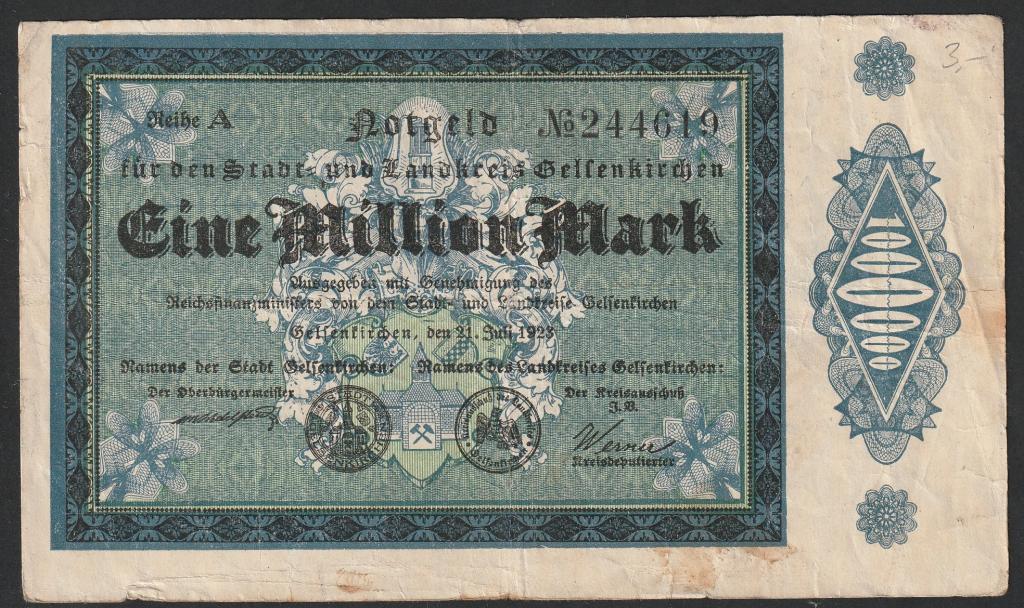 3,-
Reihe A Notgeld № 244619
für den Stadt- und Landkreis Gelsenkirchen
Eine Million Mark
Ausgegeben mit Genehmigung des
Reichsfinanzministers von dem Stadt- und Landkreise Gelsenkirchen
Gelsenkirchen, den 21. Juli 1923
Namens der Stadt Gelsenkirchen: Namens des Landkreises Gelsenkirchen:
Der Oberbürgermeister Der Kreisausschuß
J. V.
Kreisdeputierter
1000000